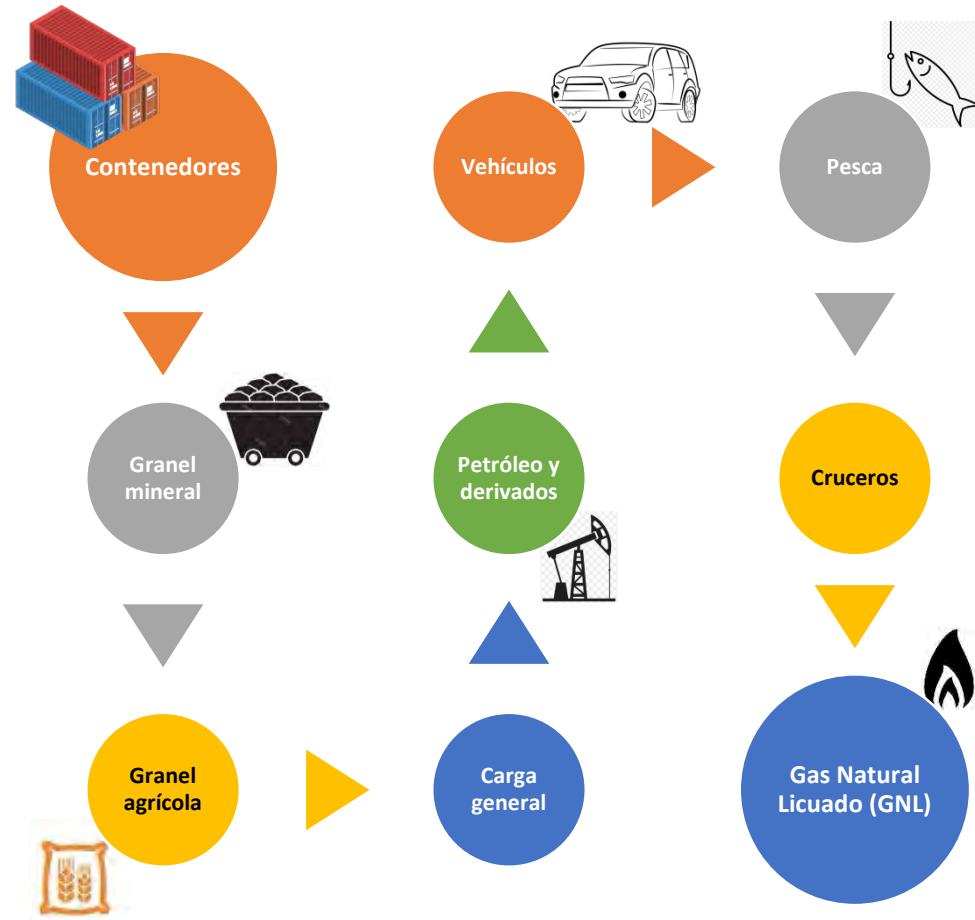 Contenedores
Granel
mineral
Granel
agrícola
Carga
general
Petróleo y
derivados
Vehículos
Pesca
Cruceros
Gas Natural
Licuado (GNL)